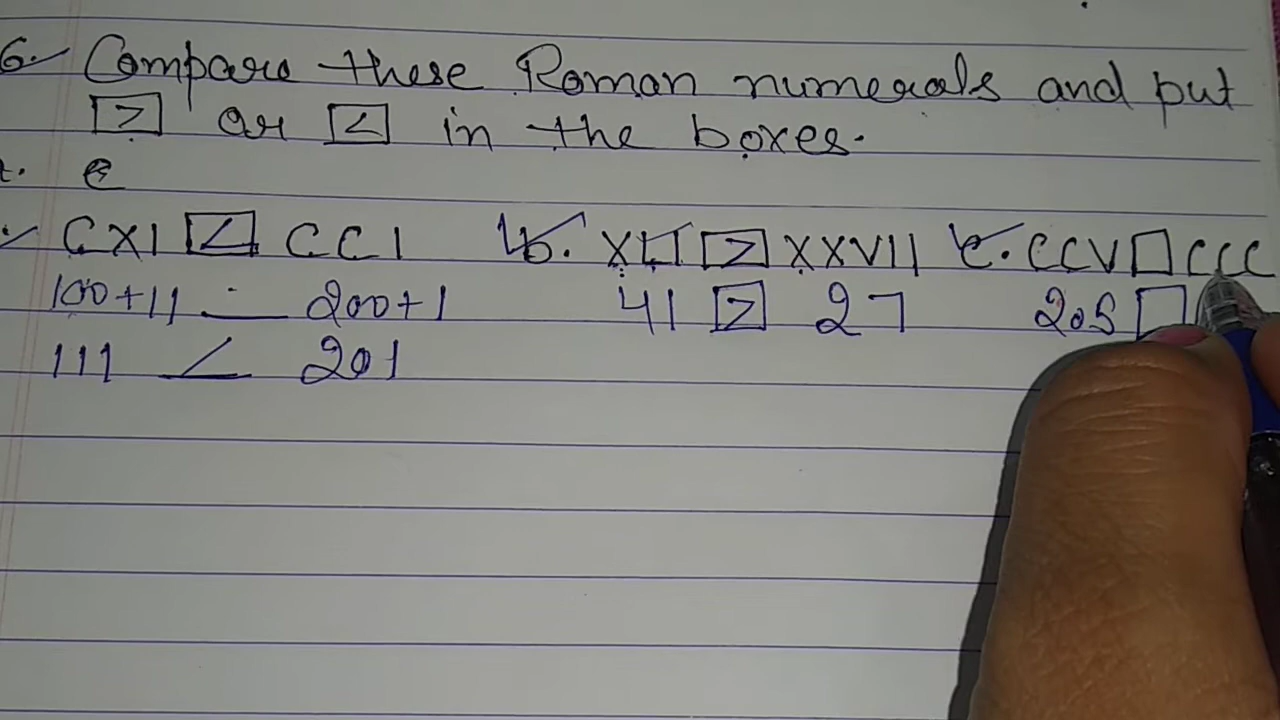 6. Compare these Roman numerals and put
> or < in the boxes.
CXI < CCI b. XLI > XXVII c. CCV □ CCC
100+11 200+1 41 > 27 205 □
111 < 201